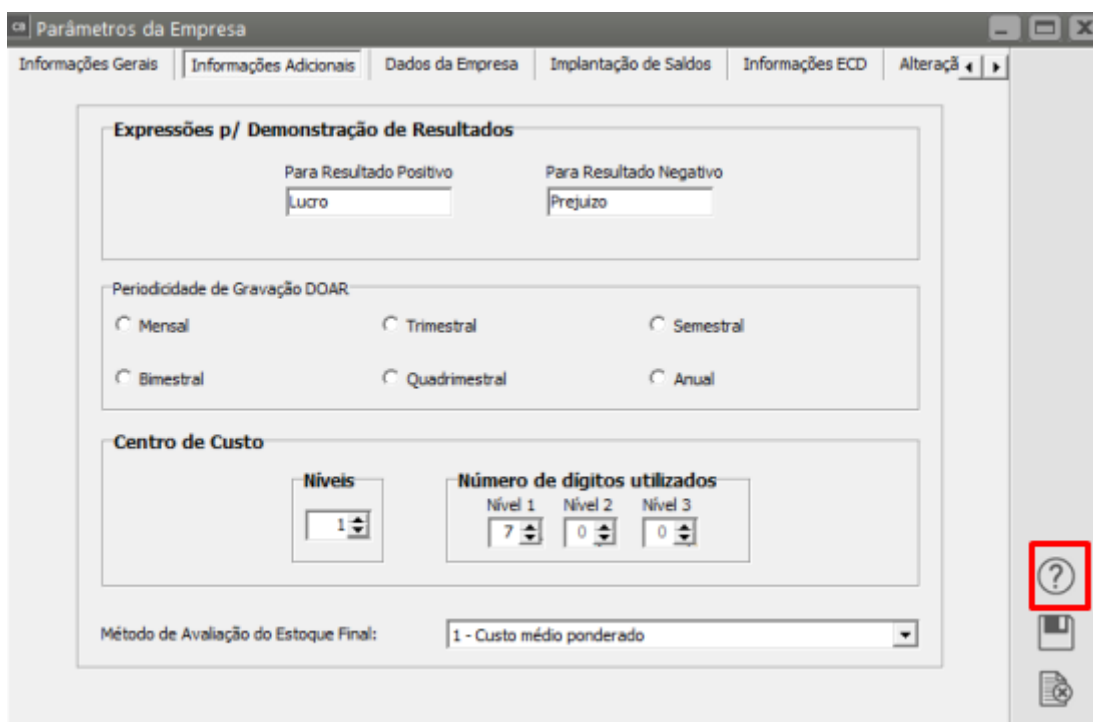 CB Parâmetros da Empresa
Informações Gerais Informações Adicionais Dados da Empresa Implantação de Saldos Informações ECD Alteraçã
Expressões p/ Demonstração de Resultados
Para Resultado Positivo Para Resultado Negativo
Lucro Prejuizo
Periodicidade de Gravação DOAR
Mensal Trimestral Semestral
Bimestral Quadrimestral Anual
Centro de Custo
Níveis Número de dígitos utilizados
Nível 1 Nível 2 Nível 3
1 7 0 0
Método de Avaliação do Estoque Final: 1 - Custo médio ponderado